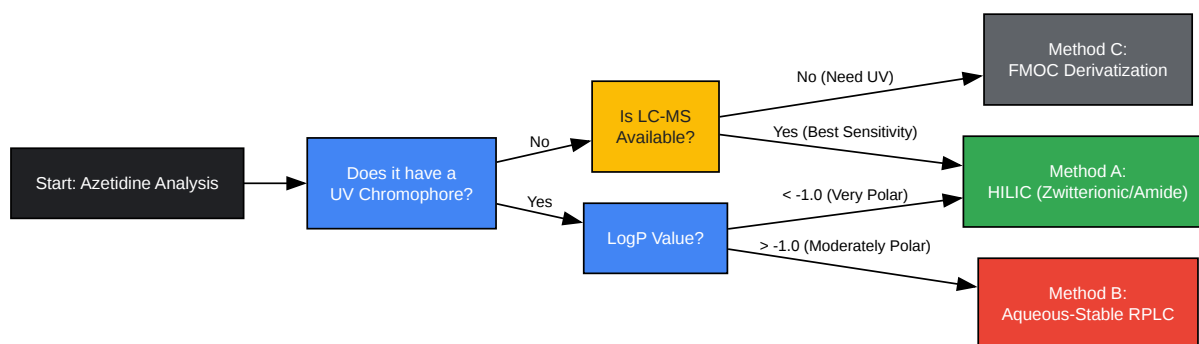 Start: Azetidine Analysis
Does it have a
UV Chromophore?
No
Yes
Is LC-MS
Available?
LogP Value?
No (Need UV)
Yes (Best Sensitivity)
< -1.0 (Very Polar)
> -1.0 (Moderately Polar)
Method C:
FMOC Derivatization
Method A:
HILIC (Zwitterionic/Amide)
Method B:
Aqueous-Stable RPLC